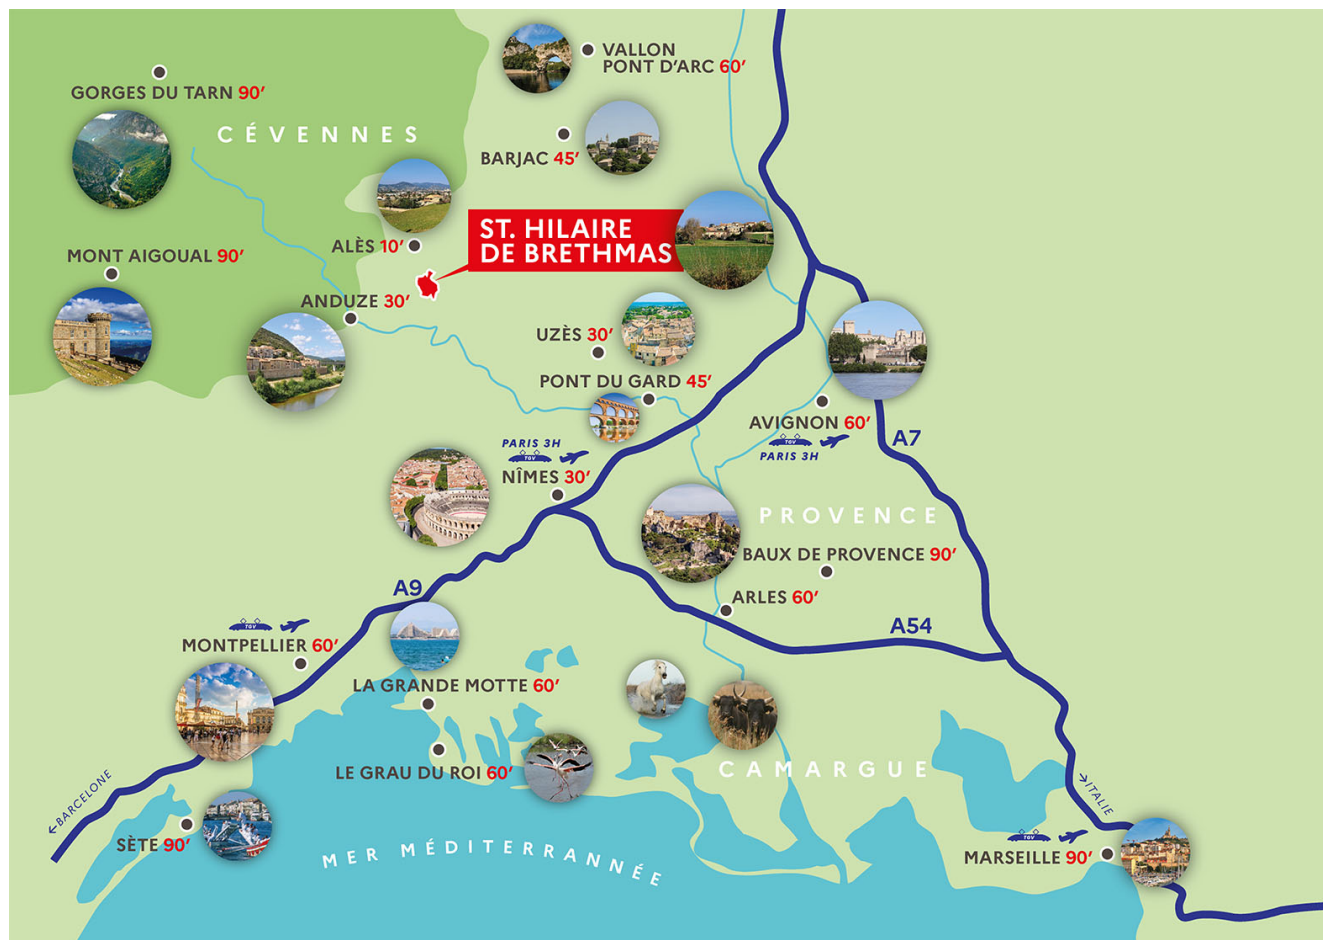 VALLON
PONT D'ARC 60'
GORGES DU TARN 90'
CÉVENNES
BARJAC 45'
ST. HILAIRE
DE BRETHMAS
ALÈS 10'
MONT AIGOUAL 90'
ANDUZE 30'
UZÈS 30'
PONT DU GARD 45'
AVIGNON 60'
TGV
PARIS 3H
A7
PARIS 3H
TGV
NÎMES 30'
PROVENCE
BAUX DE PROVENCE 90'
A9
ARLES 60'
A54
TGV
MONTPELLIER 60'
LA GRANDE MOTTE 60'
LE GRAU DU ROI 60'
CAMARGUE
←BARCELONE
→ITALIE
SÈTE 90'
MER MÉDITERRANNÉE
TGV
MARSEILLE 90'